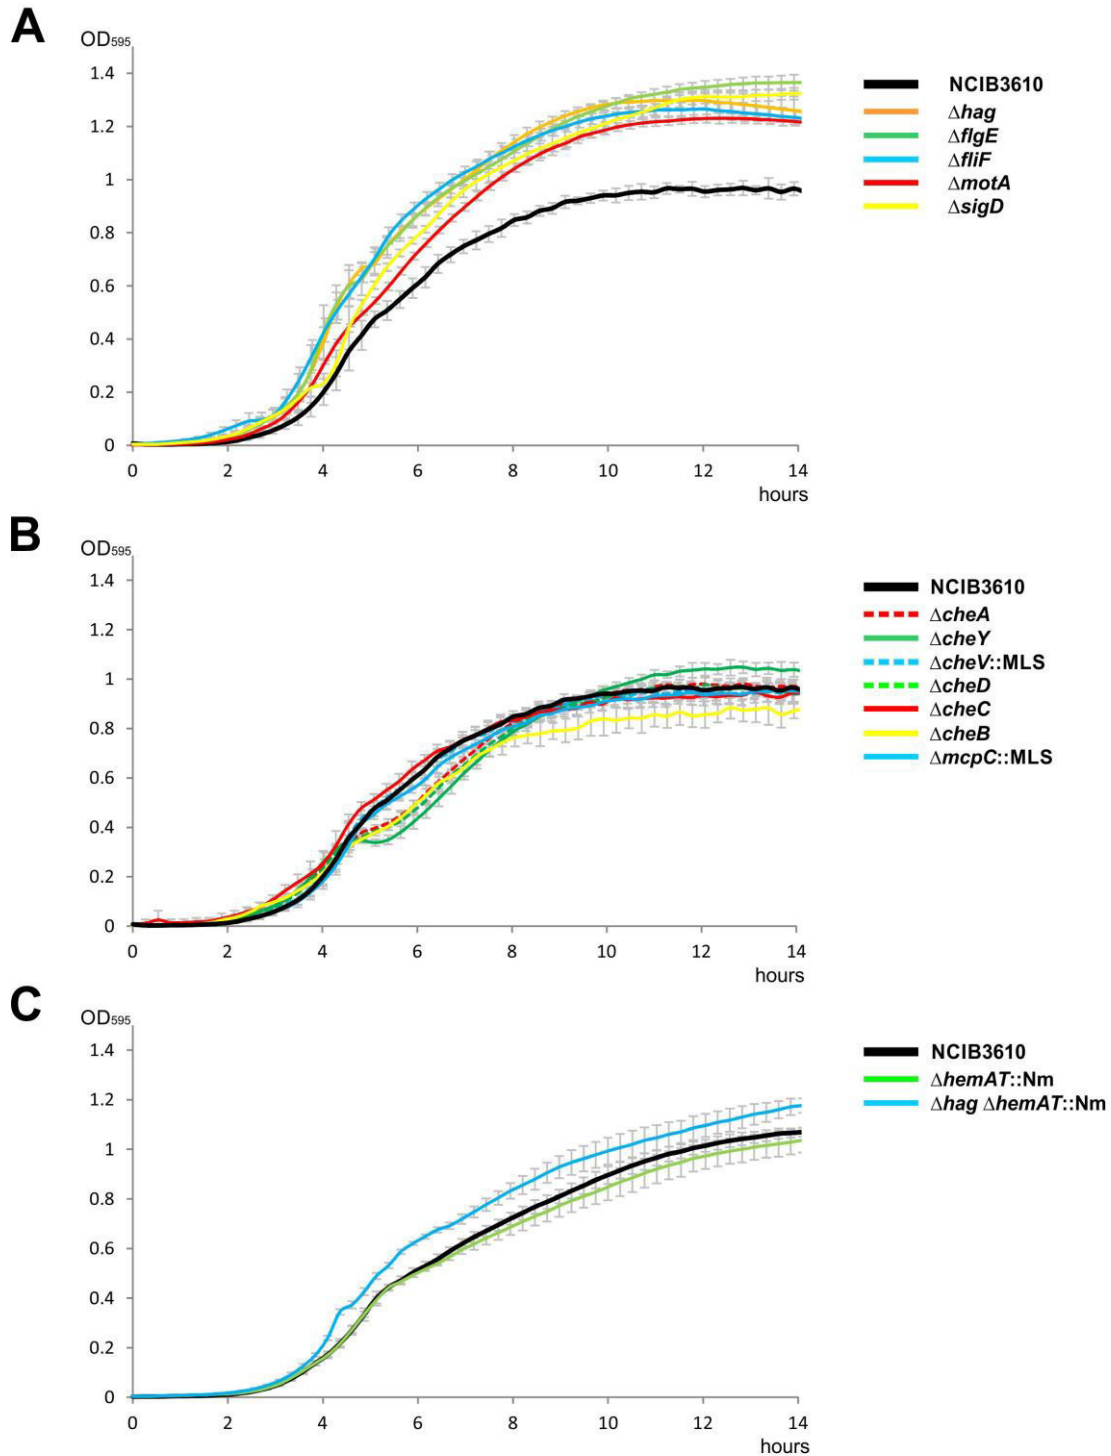 A
OD595
1.4
1.2
1
0.8
0.6
0.4
0.2
0
0 2 4 6 8 10 12 14
hours
NCIB3610
Δhag
ΔflgE
ΔfliF
ΔmotA
ΔsigD
B
OD595
1.4
1.2
1
0.8
0.6
0.4
0.2
0
0 2 4 6 8 10 12 14
hours
NCIB3610
ΔcheA
ΔcheY
ΔcheV::MLS
ΔcheD
ΔcheC
ΔcheB
ΔmcpC::MLS
C
OD595
1.4
1.2
1
0.8
0.6
0.4
0.2
0
0 2 4 6 8 10 12 14
hours
NCIB3610
ΔhemAT::Nm
Δhag ΔhemAT::Nm